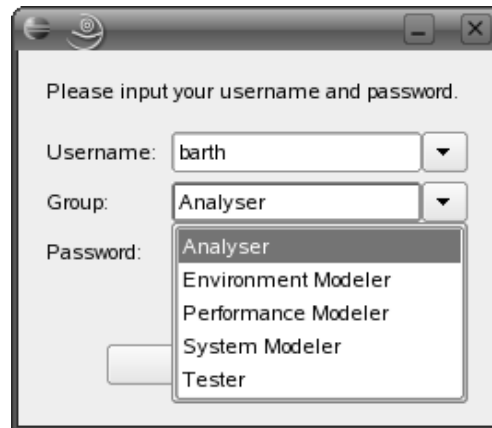 Please input your username and password.
Username: barth
Group: Analyser
Password:
Analyser
Environment Modeler
Performance Modeler
System Modeler
Tester